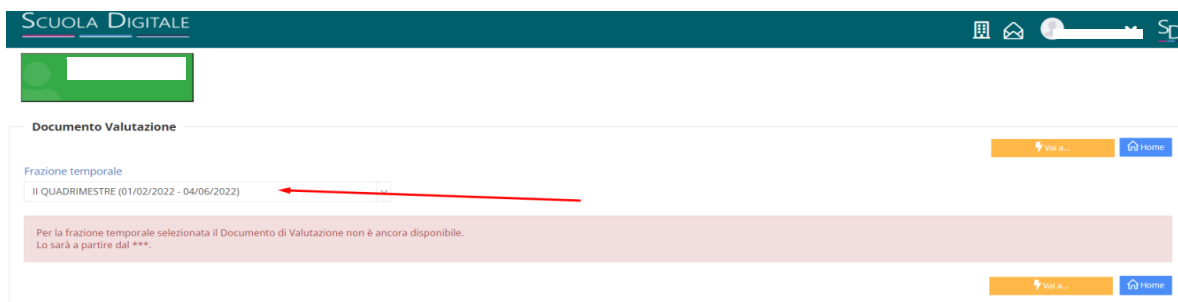 SCUOLA DIGITALE
SD
Documento Valutazione
Vai a...
Home
Frazione temporale
II QUADRIMESTRE (01/02/2022 - 04/06/2022)
Per la frazione temporale selezionata il Documento di Valutazione non è ancora disponibile.
Lo sarà a partire dal ***.
Vai a...
Home